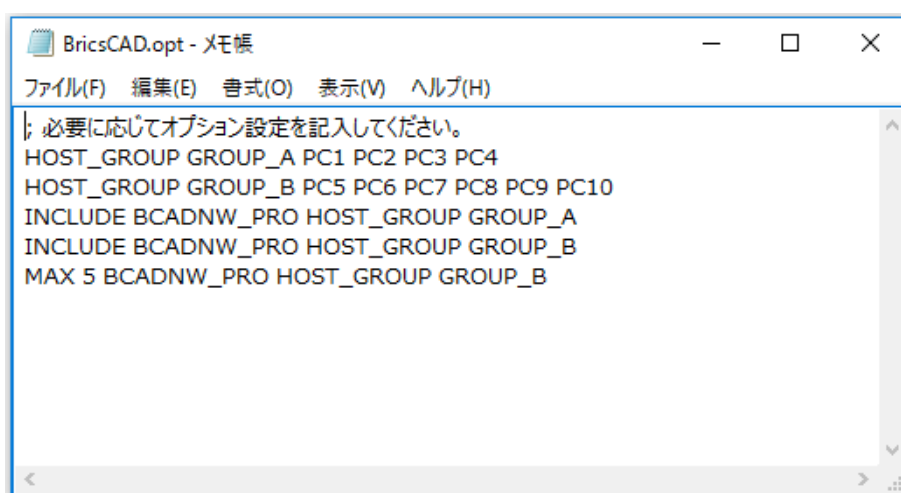 BricsCAD.opt - メモ帳
ファイル(F) 編集(E) 書式(O) 表示(V) ヘルプ(H)
; 必要に応じてオプション設定を記入してください。
HOST_GROUP GROUP_A PC1 PC2 PC3 PC4
HOST_GROUP GROUP_B PC5 PC6 PC7 PC8 PC9 PC10
INCLUDE BCADNW_PRO HOST_GROUP GROUP_A
INCLUDE BCADNW_PRO HOST_GROUP GROUP_B
MAX 5 BCADNW_PRO HOST_GROUP GROUP_B